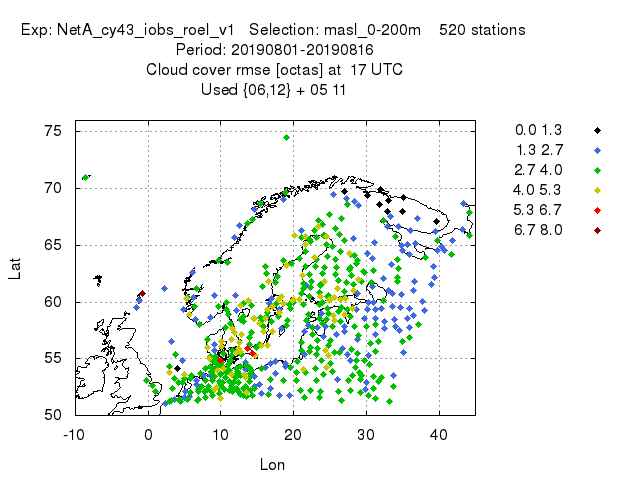 Exp: NetA_cy43_iobs_roel_v1 Selection: masl_0-200m 520 stations
Period: 20190801-20190816
Cloud cover rmse [octas] at 17 UTC
Used {06,12} + 05 11
75
70
65
60
55
50
-10 0 10 20 30 40
Lat
Lon
0.0 1.3
1.3 2.7
2.7 4.0
4.0 5.3
5.3 6.7
6.7 8.0